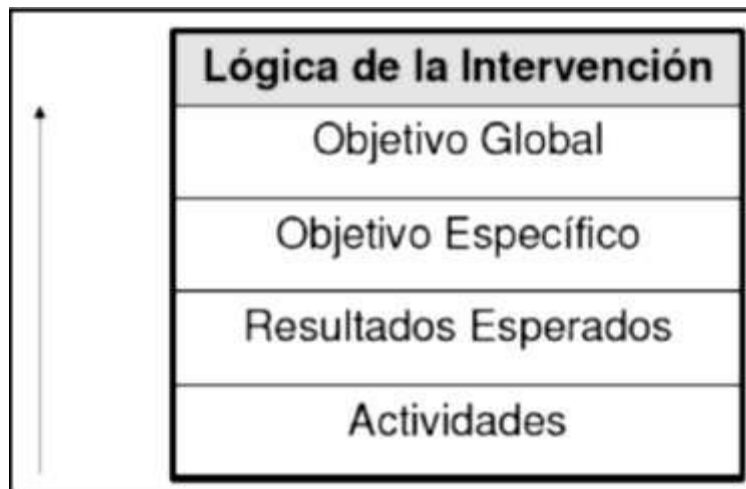 Lógica de la Intervención
Objetivo Global
Objetivo Específico
Resultados Esperados
Actividades